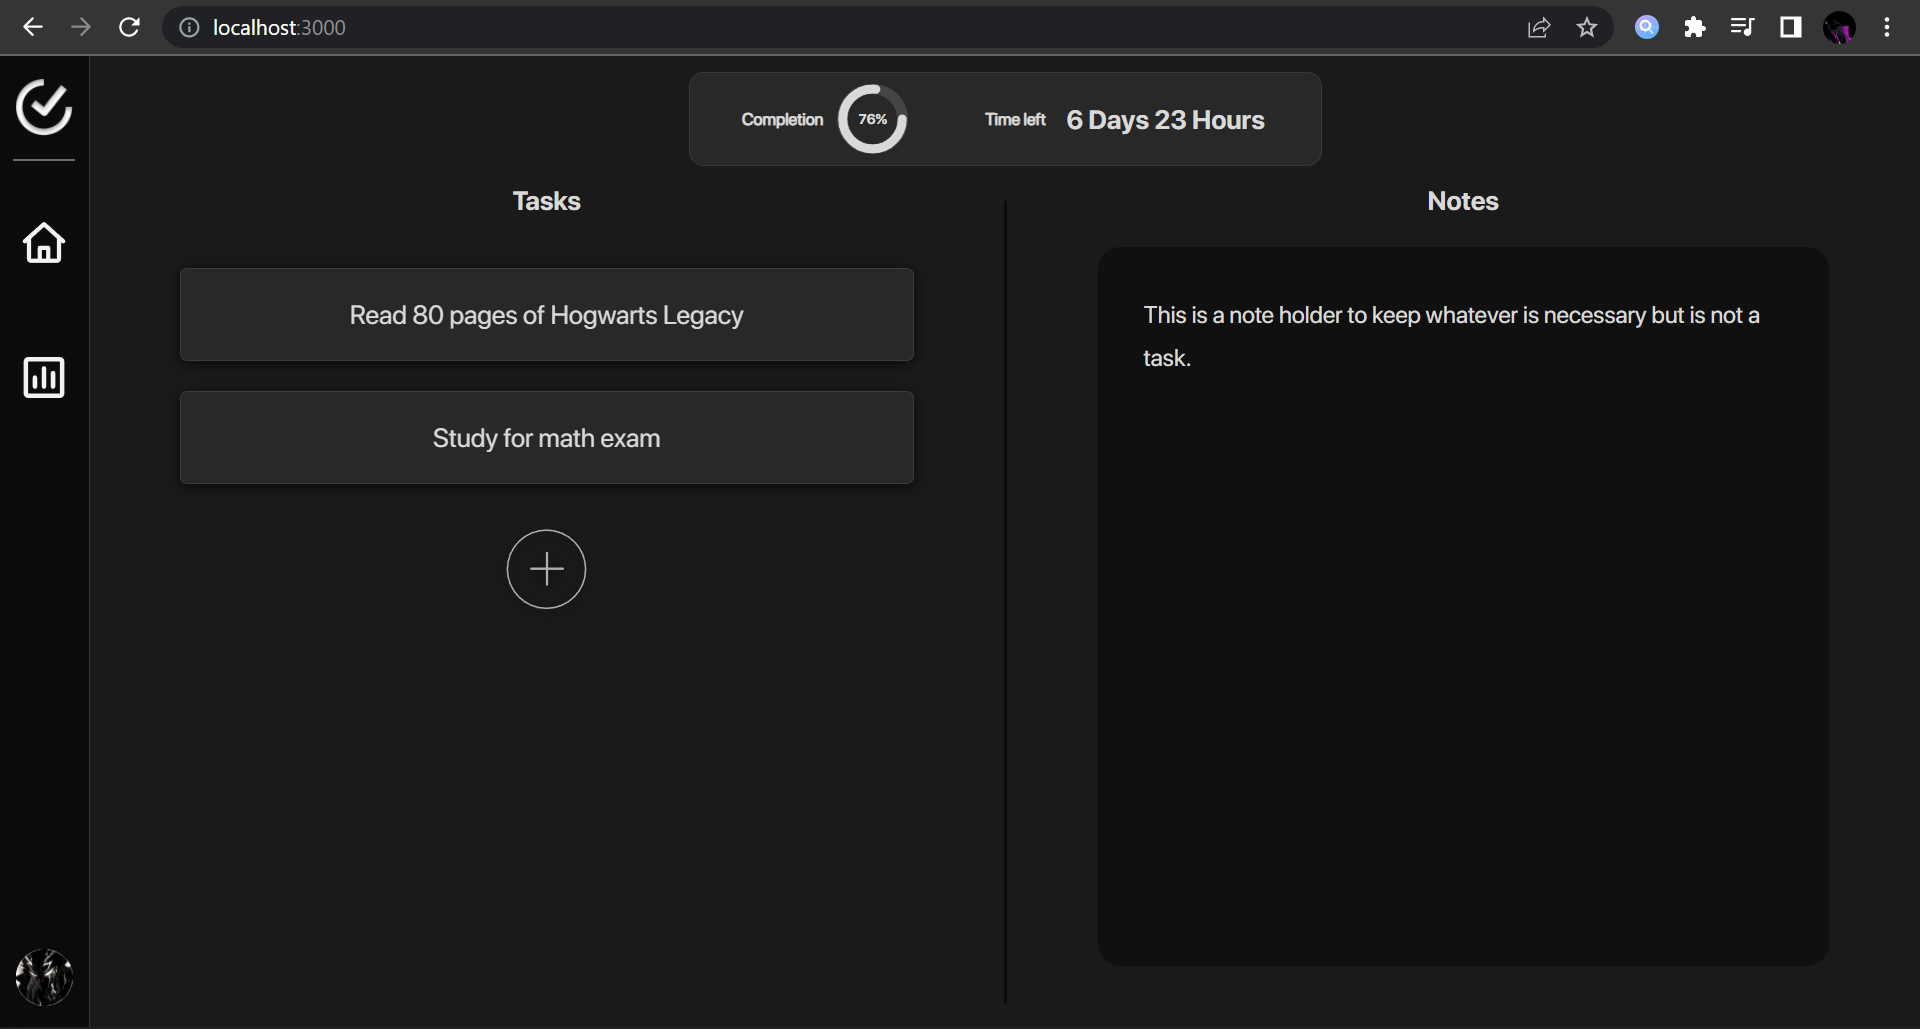 localhost:3000
Completion 76% Time left 6 Days 23 Hours
Tasks
Read 80 pages of Hogwarts Legacy
Study for math exam
Notes
This is a note holder to keep whatever is necessary but is not a
task.